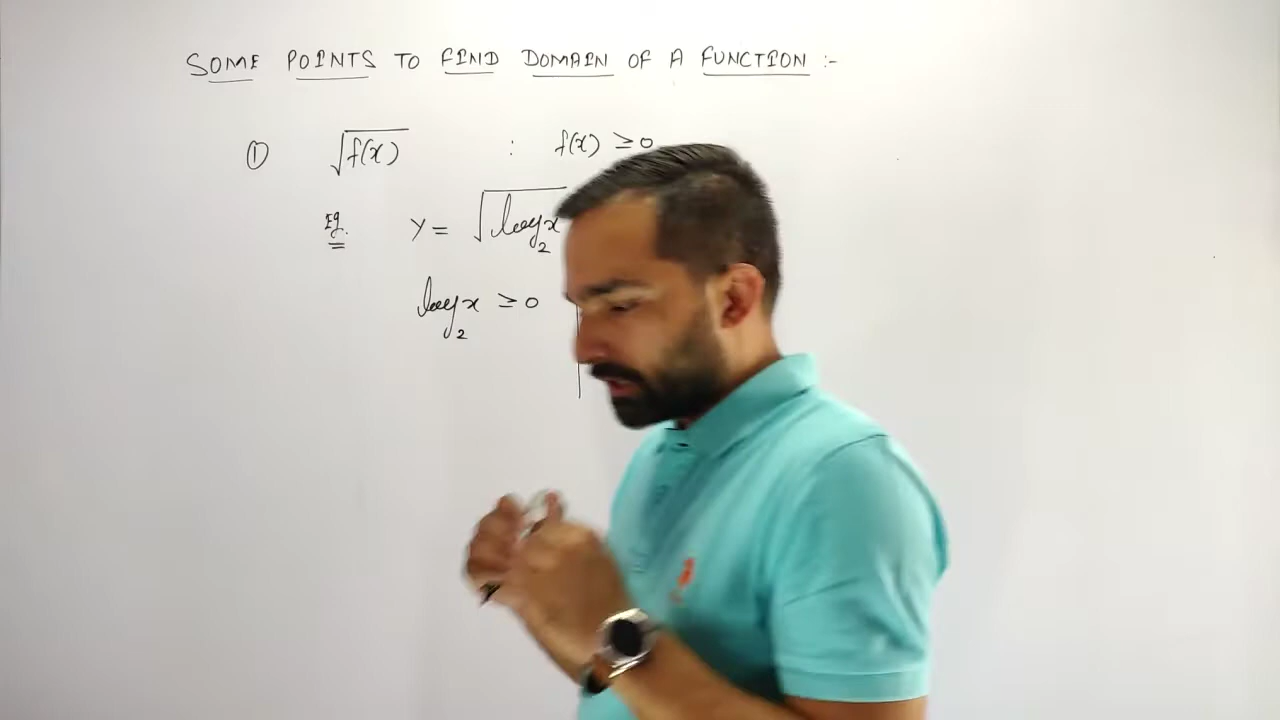 SOME POINTS TO FIND DOMAIN OF A FUNCTION :-
① √f(x) : f(x) ≥ 0
Eg. Y = √log₂x
log₂x ≥ 0